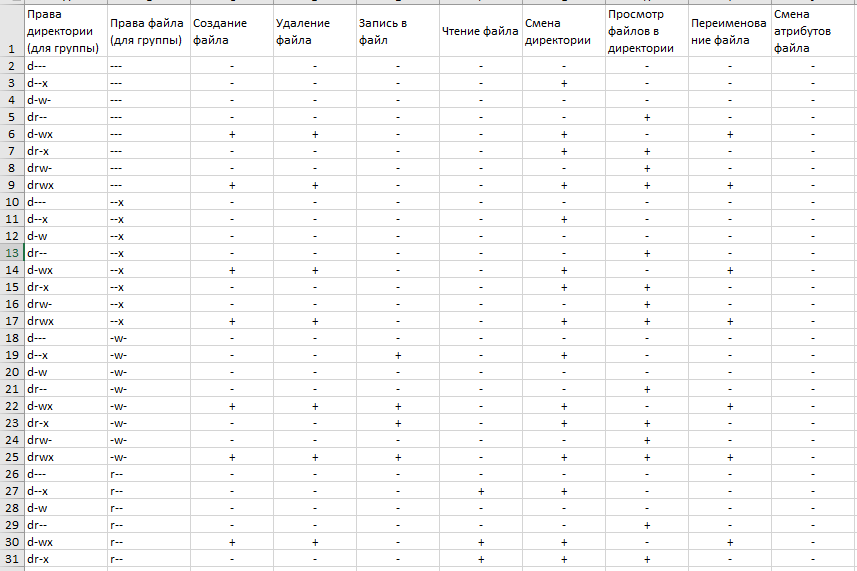 Права директории (для группы) Права файла (для группы) Создание файла Удаление файла Запись в файл Чтение файла Смена директории Просмотр файлов в директории Переименова ние файла Смена атрибутов файла
1
2 d--- --- - - - - - - - -
3 d--x --- - - - - + - - -
4 d-w- --- - - - - - - - -
5 dr-- --- - - - - - + - -
6 d-wx --- + + - - + - + -
7 dr-x --- - - - - + + - -
8 drw- --- - - - - - + - -
9 drwx --- + + - - + + + -
10 d--- --x - - - - - - - -
11 d--x --x - - - - + - - -
12 d-w --x - - - - - - - -
13 dr-- --x - - - - - + - -
14 d-wx --x + + - - + - + -
15 dr-x --x - - - - + + - -
16 drw- --x - - - - - + - -
17 drwx --x + + - - + + + -
18 d--- -w- - - - - - - - -
19 d--x -w- - - + - + - - -
20 d-w -w- - - - - - - - -
21 dr-- -w- - - - - - + - -
22 d-wx -w- + + + - + - + -
23 dr-x -w- - - + - + + - -
24 drw- -w- - - - - - + - -
25 drwx -w- + + + - + + + -
26 d--- r-- - - - - - - - -
27 d--x r-- - - - + + - - -
28 d-w r-- - - - - - - - -
29 dr-- r-- - - - - - + - -
30 d-wx r-- + + - + + - + -
31 dr-x r-- - - - + + + - -